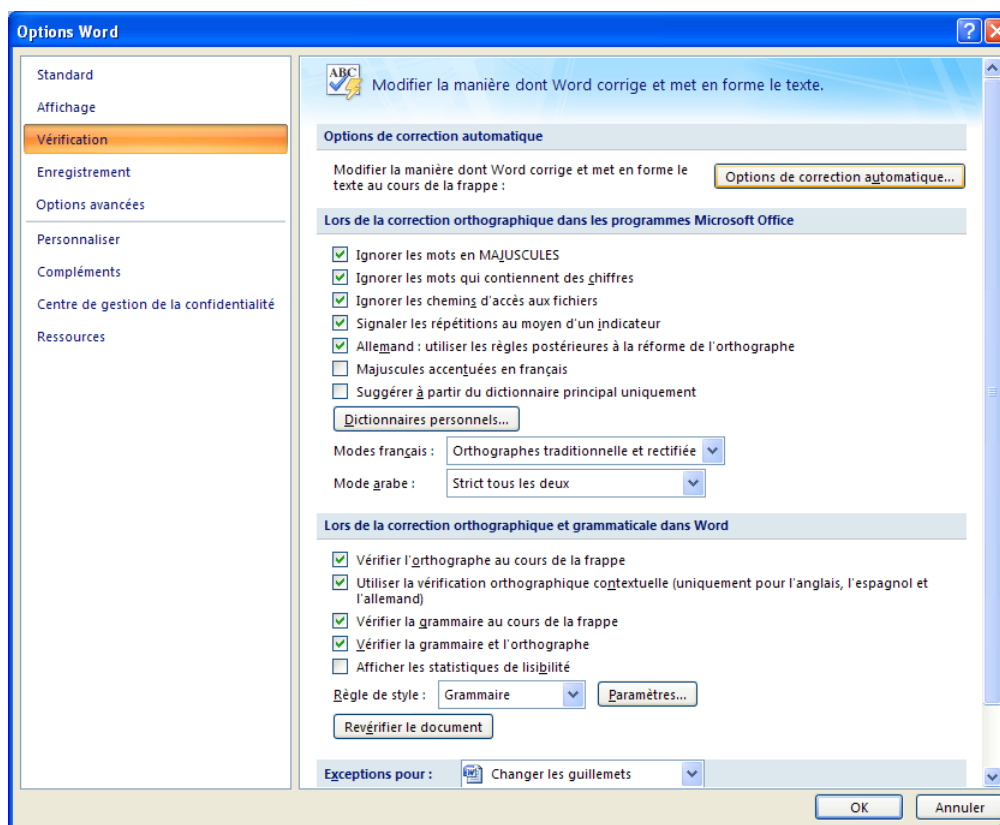 Options Word
Standard
Affichage
Vérification
Enregistrement
Options avancées
Personnaliser
Compléments
Centre de gestion de la confidentialité
Ressources
ABC
Modifier la manière dont Word corrige et met en forme le texte.
Options de correction automatique
Modifier la manière dont Word corrige et met en forme le
texte au cours de la frappe :
Options de correction automatique...
Lors de la correction orthographique dans les programmes Microsoft Office
Ignorer les mots en MAJUSCULES
Ignorer les mots qui contiennent des chiffres
Ignorer les chemins d'accès aux fichiers
Signaler les répétitions au moyen d'un indicateur
Allemand : utiliser les règles postérieures à la réforme de l'orthographe
Majuscules accentuées en français
Suggérer à partir du dictionnaire principal uniquement
Dictionnaires personnels...
Modes français : Orthographes traditionnelle et rectifiée
Mode arabe : Strict tous les deux
Lors de la correction orthographique et grammaticale dans Word
Vérifier l'orthographe au cours de la frappe
Utiliser la vérification orthographique contextuelle (uniquement pour l'anglais, l'espagnol et
l'allemand)
Vérifier la grammaire au cours de la frappe
Vérifier la grammaire et l'orthographe
Afficher les statistiques de lisibilité
Règle de style : Grammaire Paramètres...
Revérifier le document
Exceptions pour : Changer les guillemets
OK Annuler